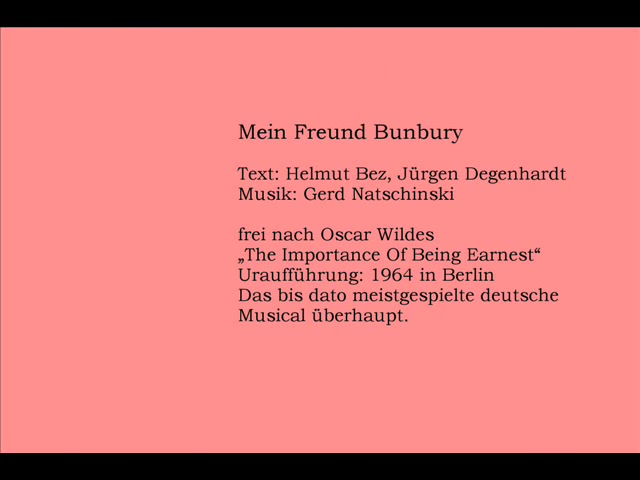 Mein Freund Bunbury
Text: Helmut Bez, Jürgen Degenhardt
Musik: Gerd Natschinski
frei nach Oscar Wildes
„The Importance Of Being Earnest“
Uraufführung: 1964 in Berlin
Das bis dato meistgespielte deutsche
Musical überhaupt.